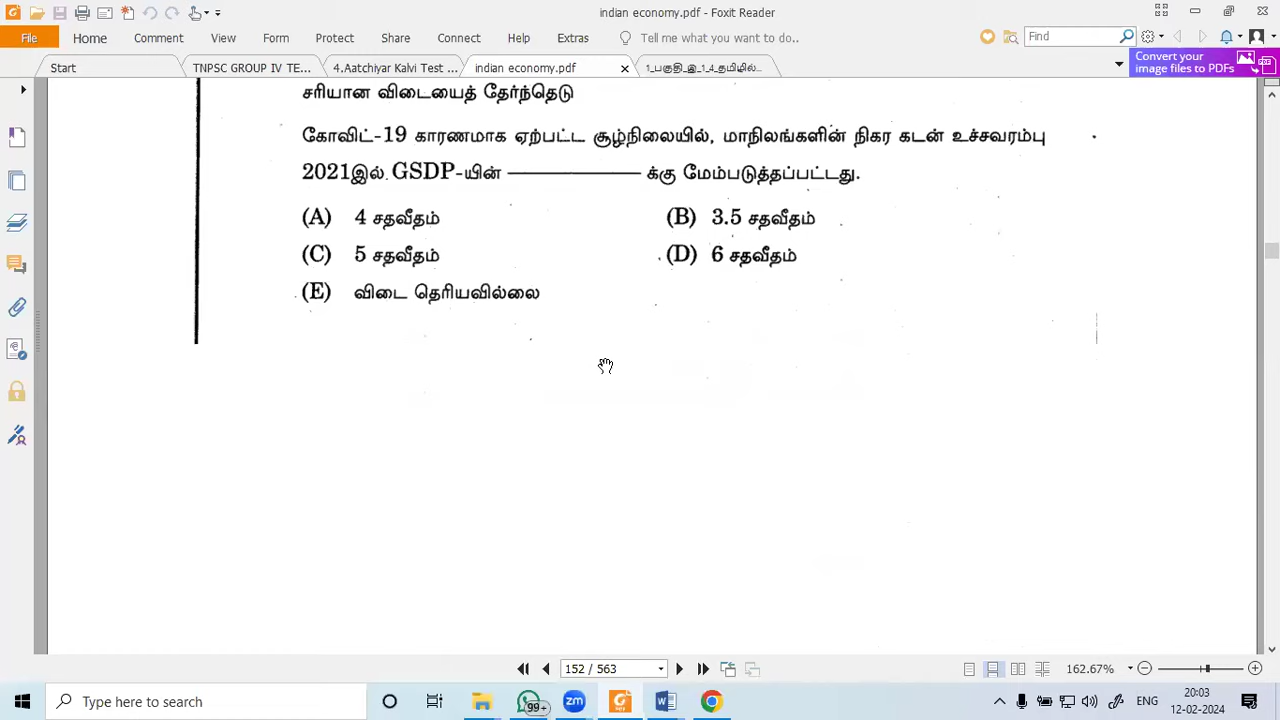 indian economy.pdf - Foxit Reader
File Home Comment View Form Protect Share Connect Help Extras Tell me what you want to do.. Find
Start TNPSC GROUP IV TE... 4.Aatchiyar Kalvi Test ... indian economy.pdf 1_பகுதி_இ_1_4_தமிழில்...
Convert your
image files to PDFs
சரியான விடையைத் தேர்ந்தெடு
கோவிட்-19 காரணமாக ஏற்பட்ட சூழ்நிலையில், மாநிலங்களின் நிகர கடன் உச்சவரம்பு
2021இல் GSDP-யின் ————— க்கு மேம்படுத்தப்பட்டது.
(A) 4 சதவீதம் (B) 3.5 சதவீதம்
(C) 5 சதவீதம் (D) 6 சதவீதம்
(E) விடை தெரியவில்லை
152 / 563 162.67%
Type here to search 99+ zm ENG 20:03
12-02-2024